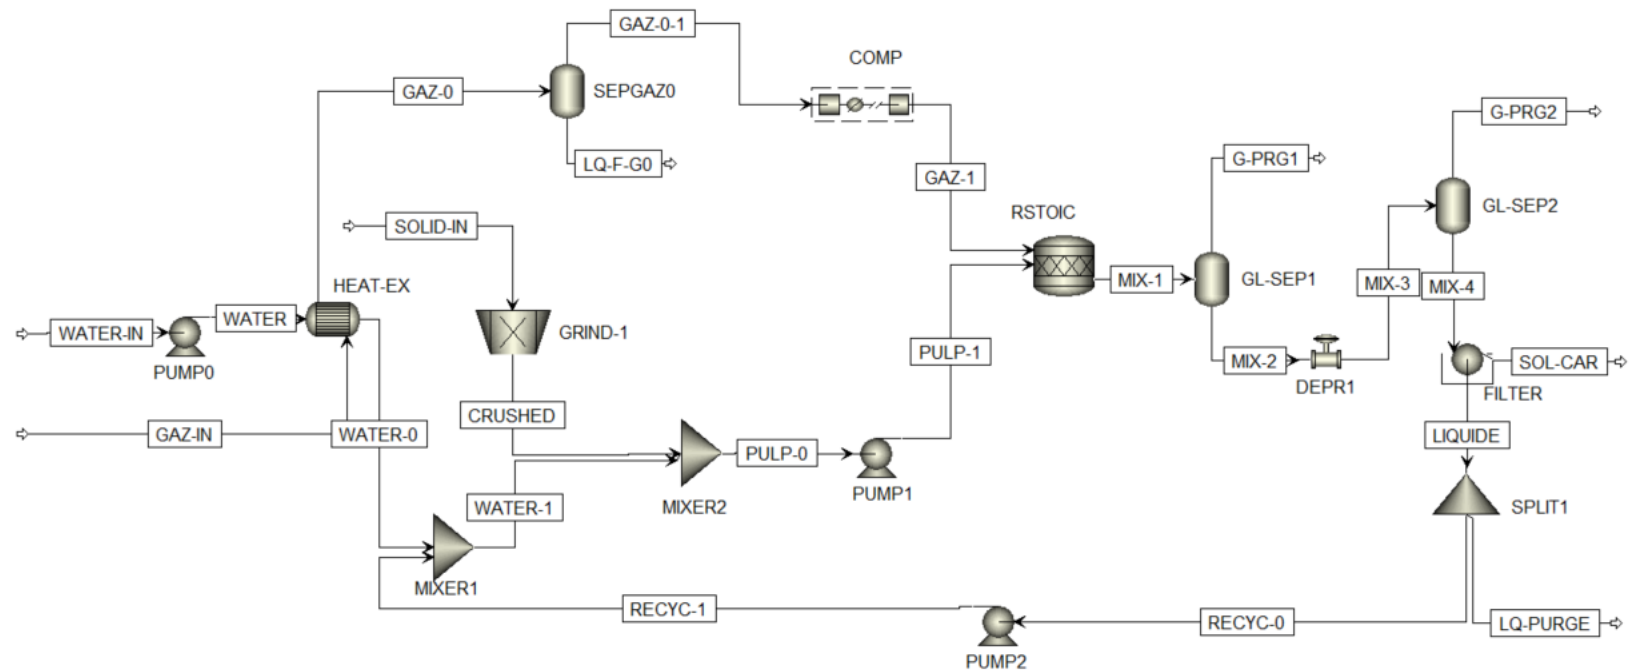 GAZ-0-1
COMP
GAZ-0
SEPGAZ0
G-PRG2
LQ-F-G0
G-PRG1
GAZ-1
SOLID-IN
RSTOIC
GL-SEP2
HEAT-EX
MIX-1
GL-SEP1
MIX-3
MIX-4
WATER-IN
WATER
GRIND-1
PUMP0
PULP-1
MIX-2
SOL-CAR
DEPR1
FILTER
CRUSHED
GAZ-IN
WATER-0
LIQUIDE
PULP-0
PUMP1
MIXER2
WATER-1
SPLIT1
MIXER1
RECYC-1
RECYC-0
LQ-PURGE
PUMP2